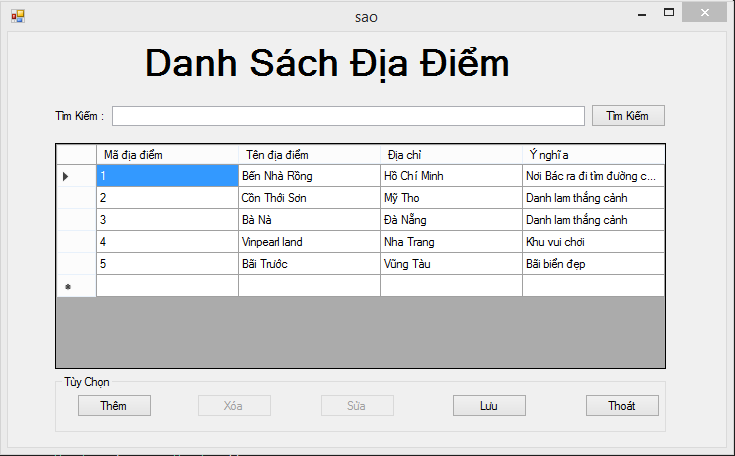 sao
Danh Sách Địa Điểm
Tìm Kiếm : Tìm Kiếm
Mã địa điểm Tên địa điểm Địa chỉ Ý nghĩa
1 Bến Nhà Rồng Hồ Chí Minh Nơi Bác ra đi tìm đường c...
2 Cồn Thới Sơn Mỹ Tho Danh lam thắng cảnh
3 Bà Nà Đà Nẵng Danh lam thắng cảnh
4 Vinpearl land Nha Trang Khu vui chơi
5 Bãi Trước Vũng Tàu Bãi biển đẹp
Tùy Chọn
Thêm Xóa Sửa Lưu Thoát